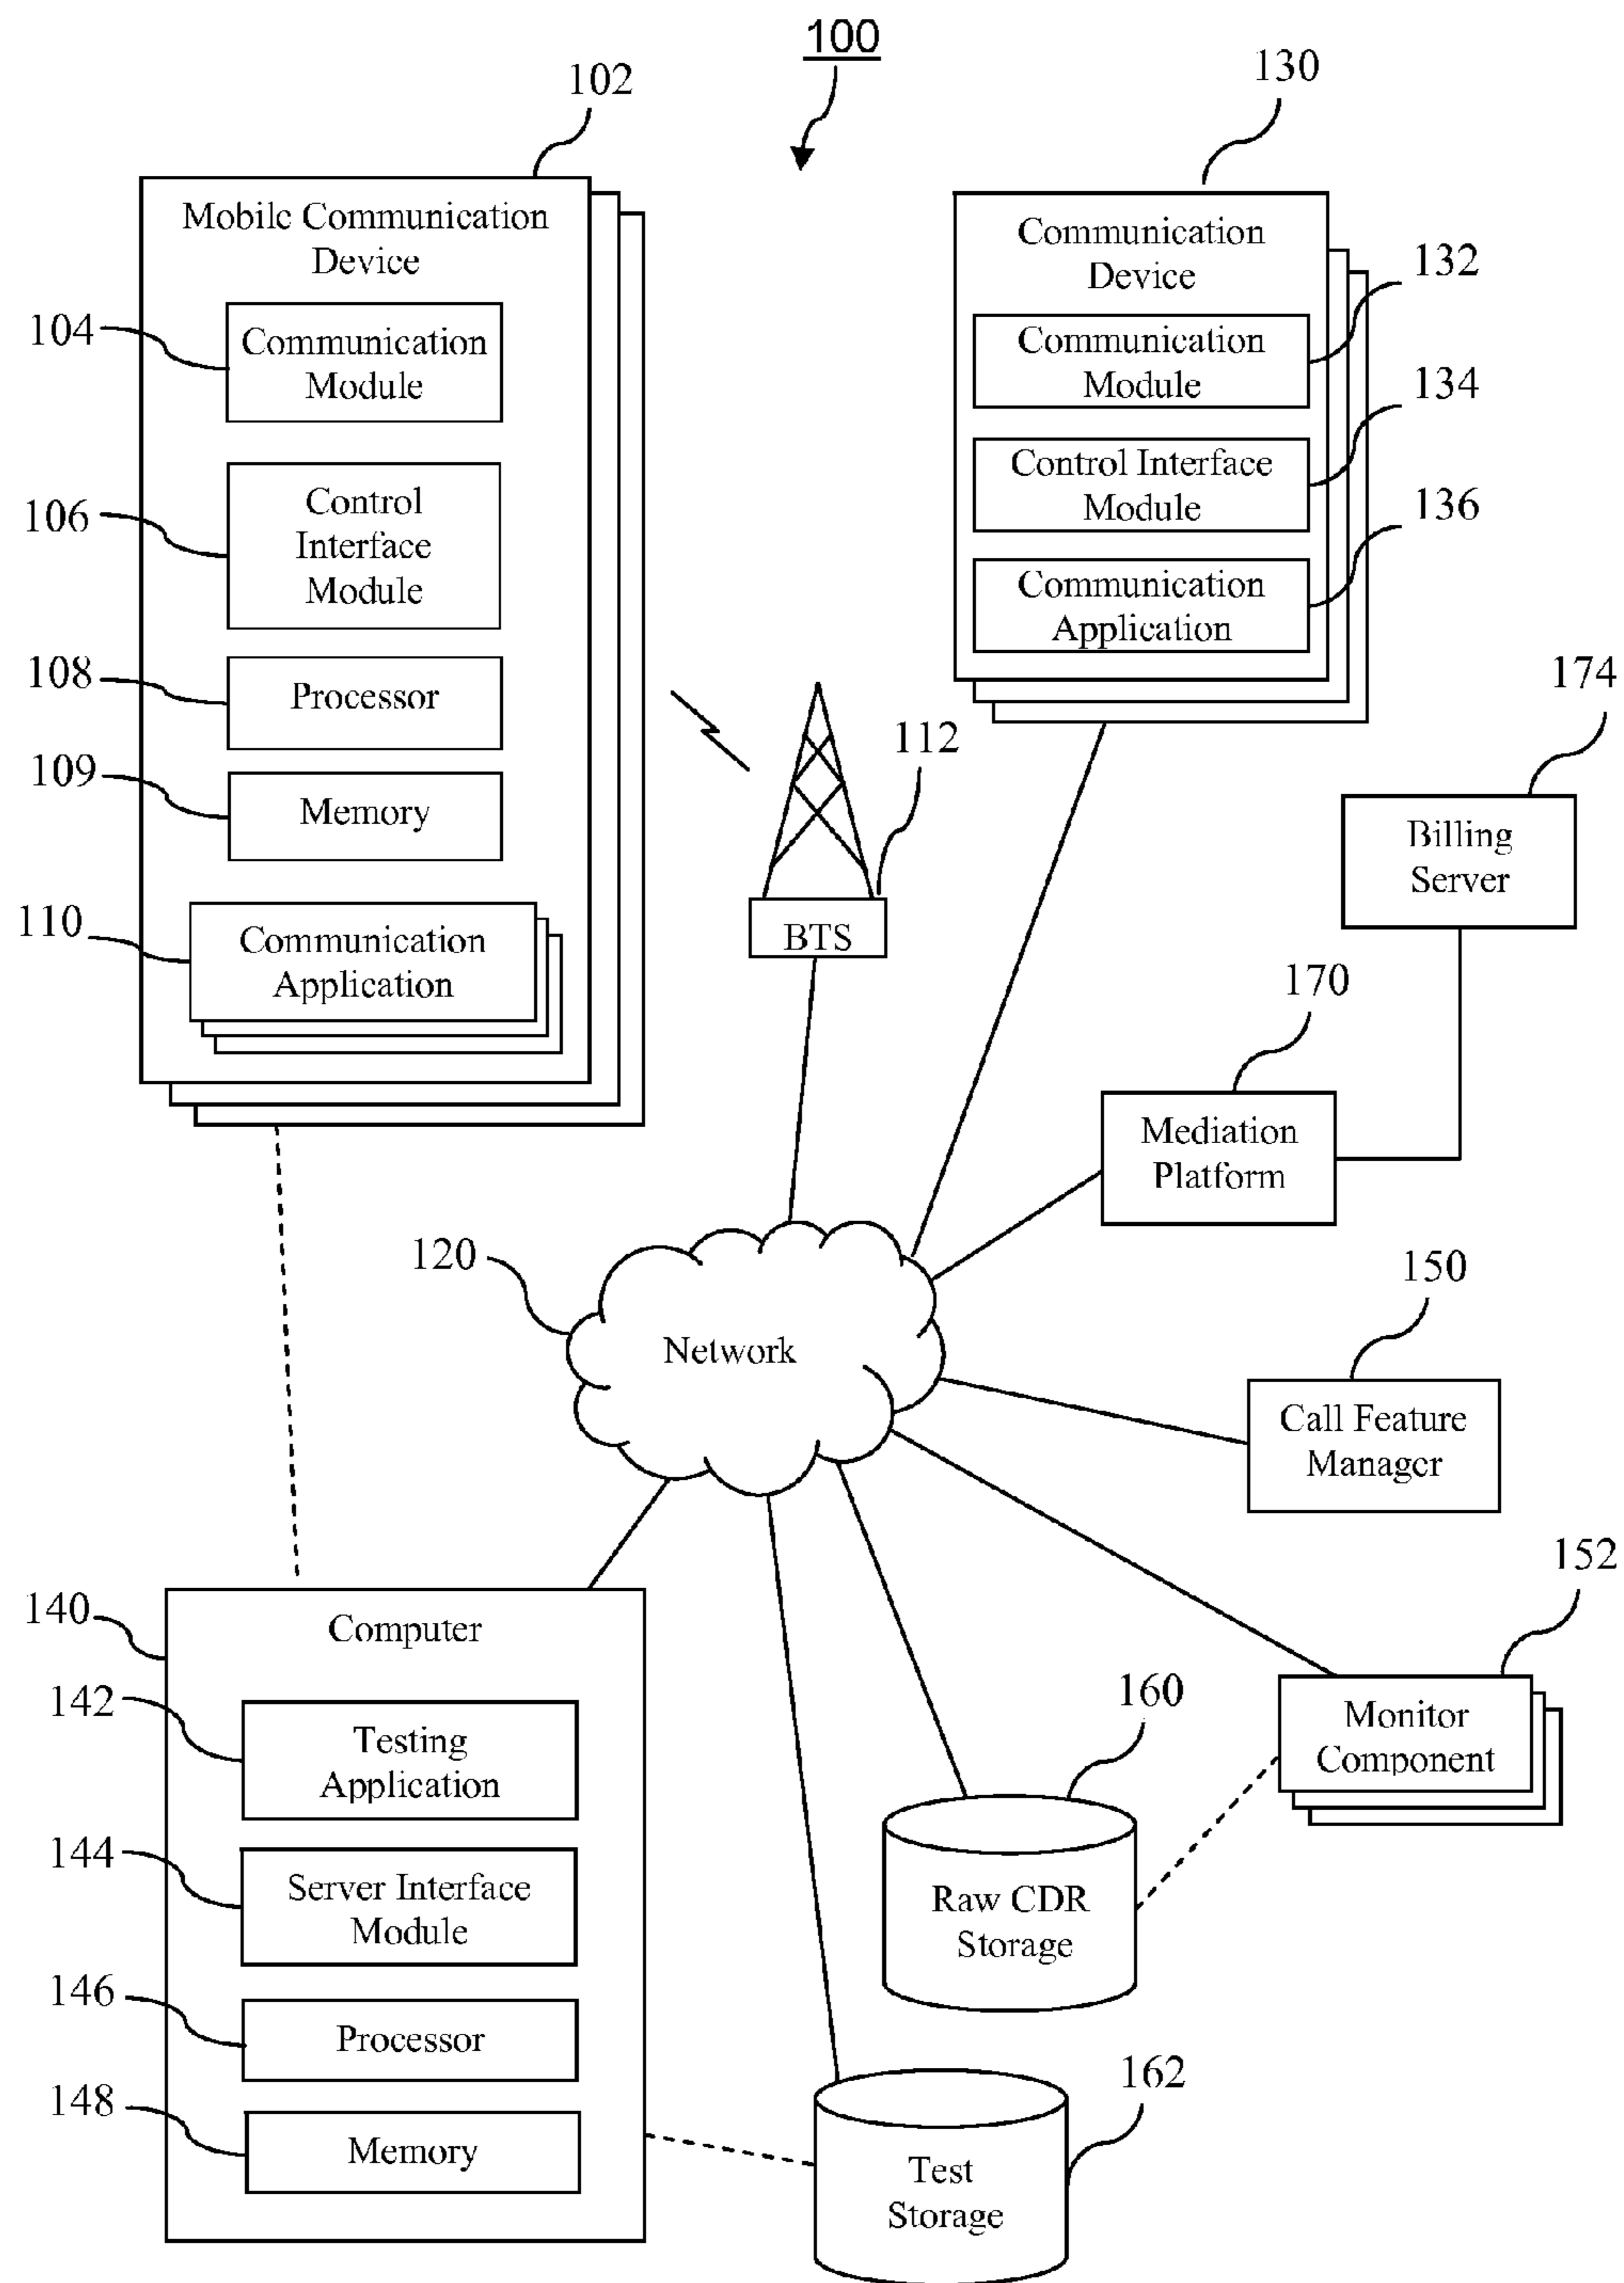 100
102
130
Mobile Communication
Device
104
Communication
Module
106
Control
Interface
Module
108
Processor
109
Memory
110
Communication
Application
Communication
Device
132
Communication
Module
134
Control Interface
Module
136
Communication
Application
112
BTS
174
Billing
Server
170
Mediation
Platform
120
Network
150
Call Feature
Manager
152
Monitor
Component
140
Computer
142
Testing
Application
144
Server Interface
Module
146
Processor
148
Memory
160
Raw CDR
Storage
162
Test
Storage